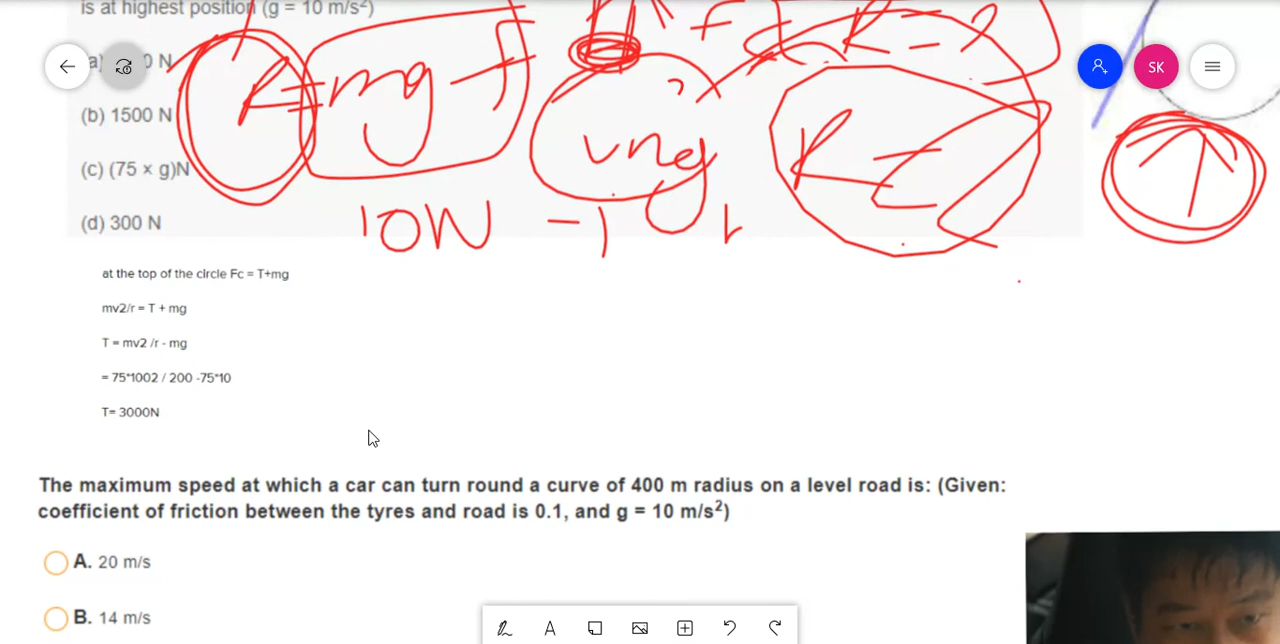 is at highest position (g = 10 m/s²)
R = mg - f
R = ?
a) 0 N
(b) 1500 N
mg
R =
(c) (75 × g)N
10N - 1
(d) 300 N
at the top of the circle Fc = T+mg
mv2/r = T + mg
T = mv2 /r - mg
= 75*1002 / 200 -75*10
T= 3000N
The maximum speed at which a car can turn round a curve of 400 m radius on a level road is: (Given:
coefficient of friction between the tyres and road is 0.1, and g = 10 m/s²)
A. 20 m/s
B. 14 m/s
SK
A